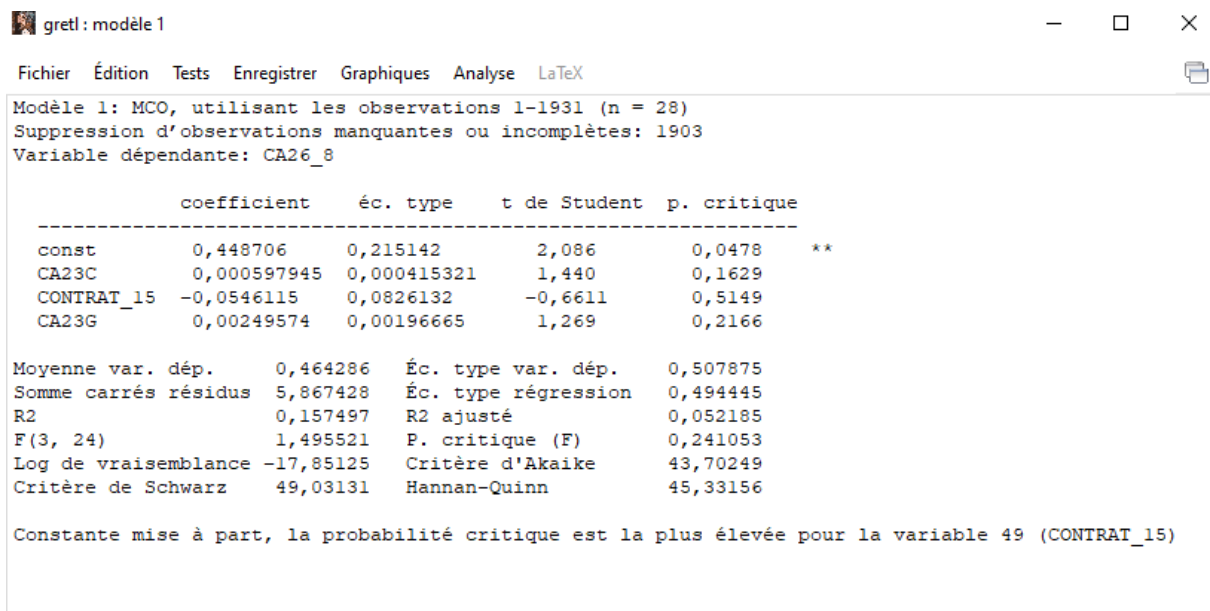 gretl : modèle 1
Fichier Édition Tests Enregistrer Graphiques Analyse LaTeX
Modèle 1: MCO, utilisant les observations 1-1931 (n = 28)
Suppression d'observations manquantes ou incomplètes: 1903
Variable dépendante: CA26_8
coefficient éc. type t de Student p. critique
---------------------------------------------------------------
const 0,448706 0,215142 2,086 0,0478 **
CA23C 0,000597945 0,000415321 1,440 0,1629
CONTRAT_15 -0,0546115 0,0826132 -0,6611 0,5149
CA23G 0,00249574 0,00196665 1,269 0,2166
Moyenne var. dép. 0,464286 Éc. type var. dép. 0,507875
Somme carrés résidus 5,867428 Éc. type régression 0,494445
R2 0,157497 R2 ajusté 0,052185
F(3, 24) 1,495521 P. critique (F) 0,241053
Log de vraisemblance -17,85125 Critère d'Akaike 43,70249
Critère de Schwarz 49,03131 Hannan-Quinn 45,33156
Constante mise à part, la probabilité critique est la plus élevée pour la variable 49 (CONTRAT_15)